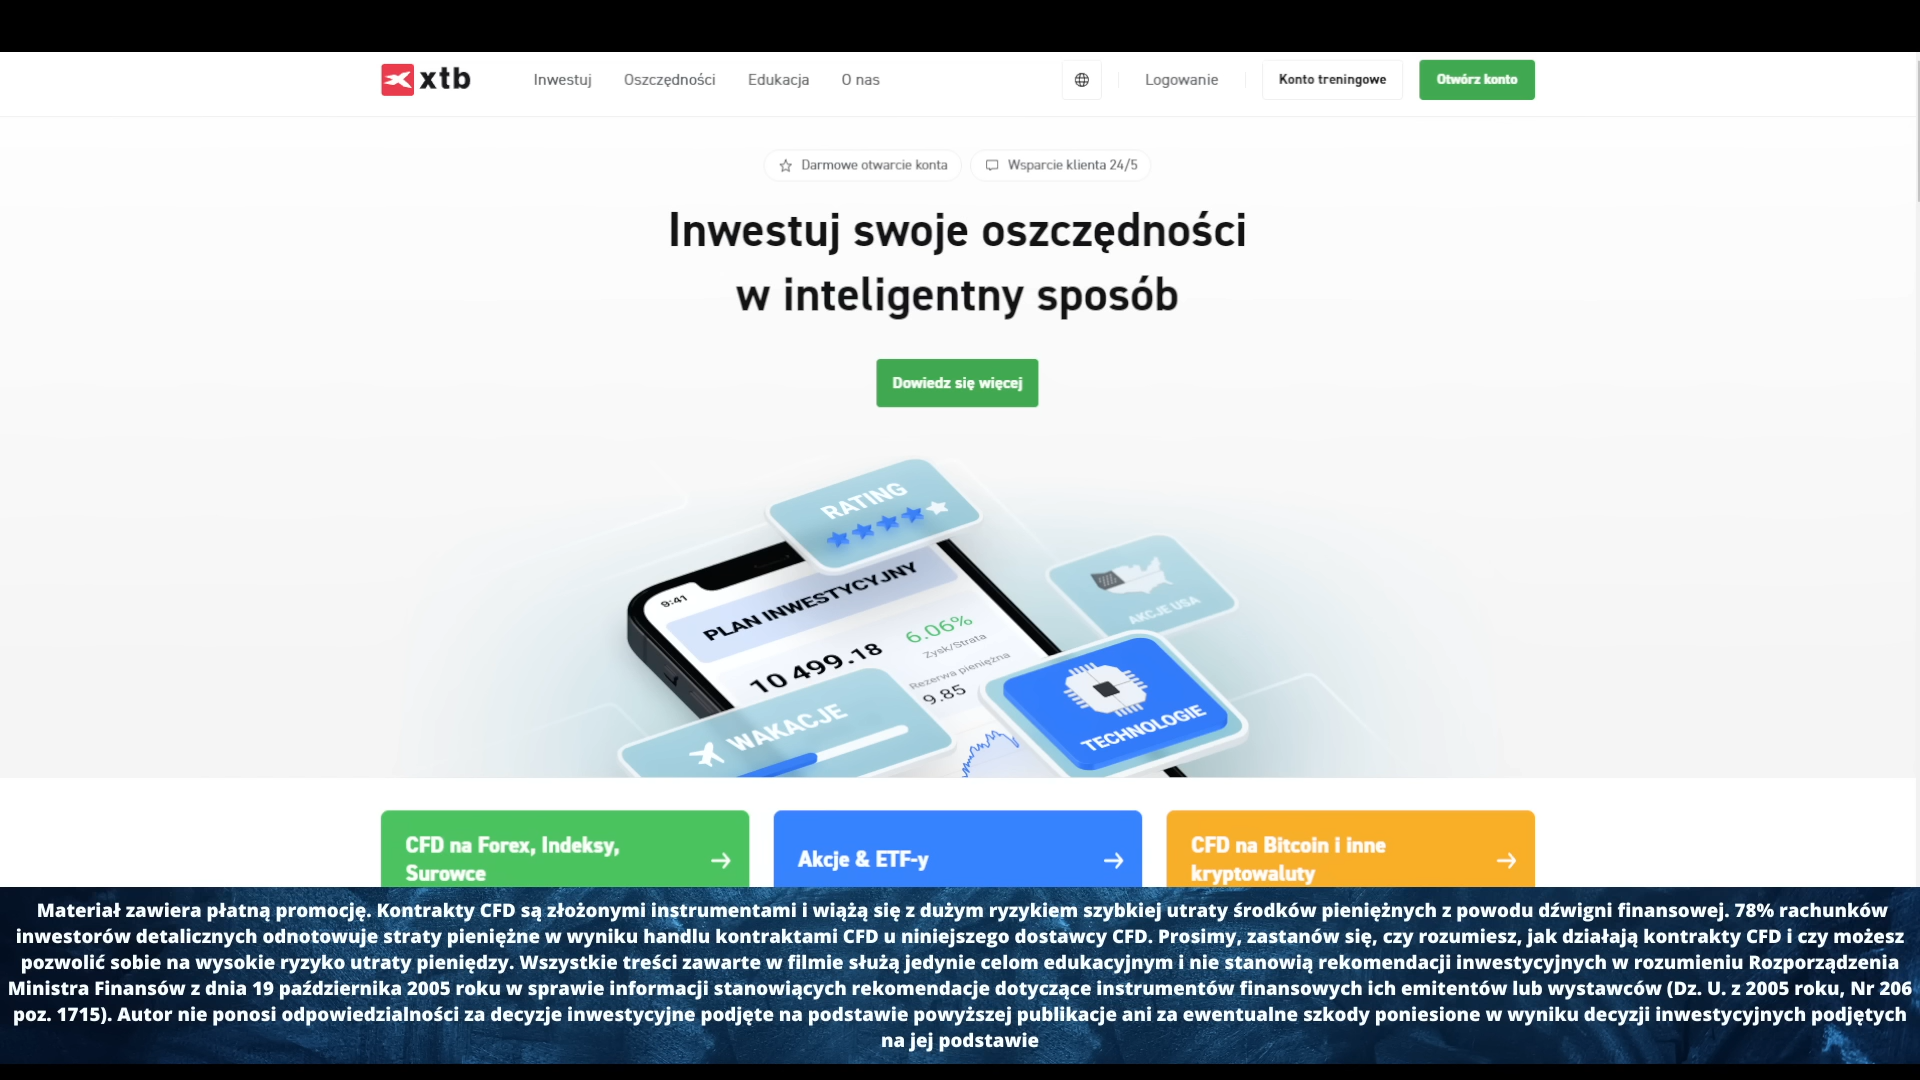 xtb
Inwestuj
Oszczędności
Edukacja
O nas
Logowanie
Konto treningowe
Otwórz konto
Darmowe otwarcie konta
Wsparcie klienta 24/5
Inwestuj swoje oszczędności
w inteligentny sposób
Dowiedz się więcej
RATING
9:41
PLAN INWESTYCYJNY
10 499.18
6.06%
Zysk/Strata
Rezerwa pieniężna
9.85
AKCJE USA
WAKACJE
TECHNOLOGIE
CFD na Forex, Indeksy,
Surowce
Akcje & ETF-y
CFD na Bitcoin i inne
kryptowaluty
Materiał zawiera płatną promocję. Kontrakty CFD są złożonymi instrumentami i wiążą się z dużym ryzykiem szybkiej utraty środków pieniężnych z powodu dźwigni finansowej. 78% rachunków
inwestorów detalicznych odnotowuje straty pieniężne w wyniku handlu kontraktami CFD u niniejszego dostawcy CFD. Prosimy, zastanów się, czy rozumiesz, jak działają kontrakty CFD i czy możesz
pozwolić sobie na wysokie ryzyko utraty pieniędzy. Wszystkie treści zawarte w filmie służą jedynie celom edukacyjnym i nie stanowią rekomendacji inwestycyjnych w rozumieniu Rozporządzenia
Ministra Finansów z dnia 19 października 2005 roku w sprawie informacji stanowiących rekomendacje dotyczące instrumentów finansowych ich emitentów lub wystawców (Dz. U. z 2005 roku, Nr 206
poz. 1715). Autor nie ponosi odpowiedzialności za decyzje inwestycyjne podjęte na podstawie powyższej publikacje ani za ewentualne szkody poniesione w wyniku decyzji inwestycyjnych podjętych
na jej podstawie